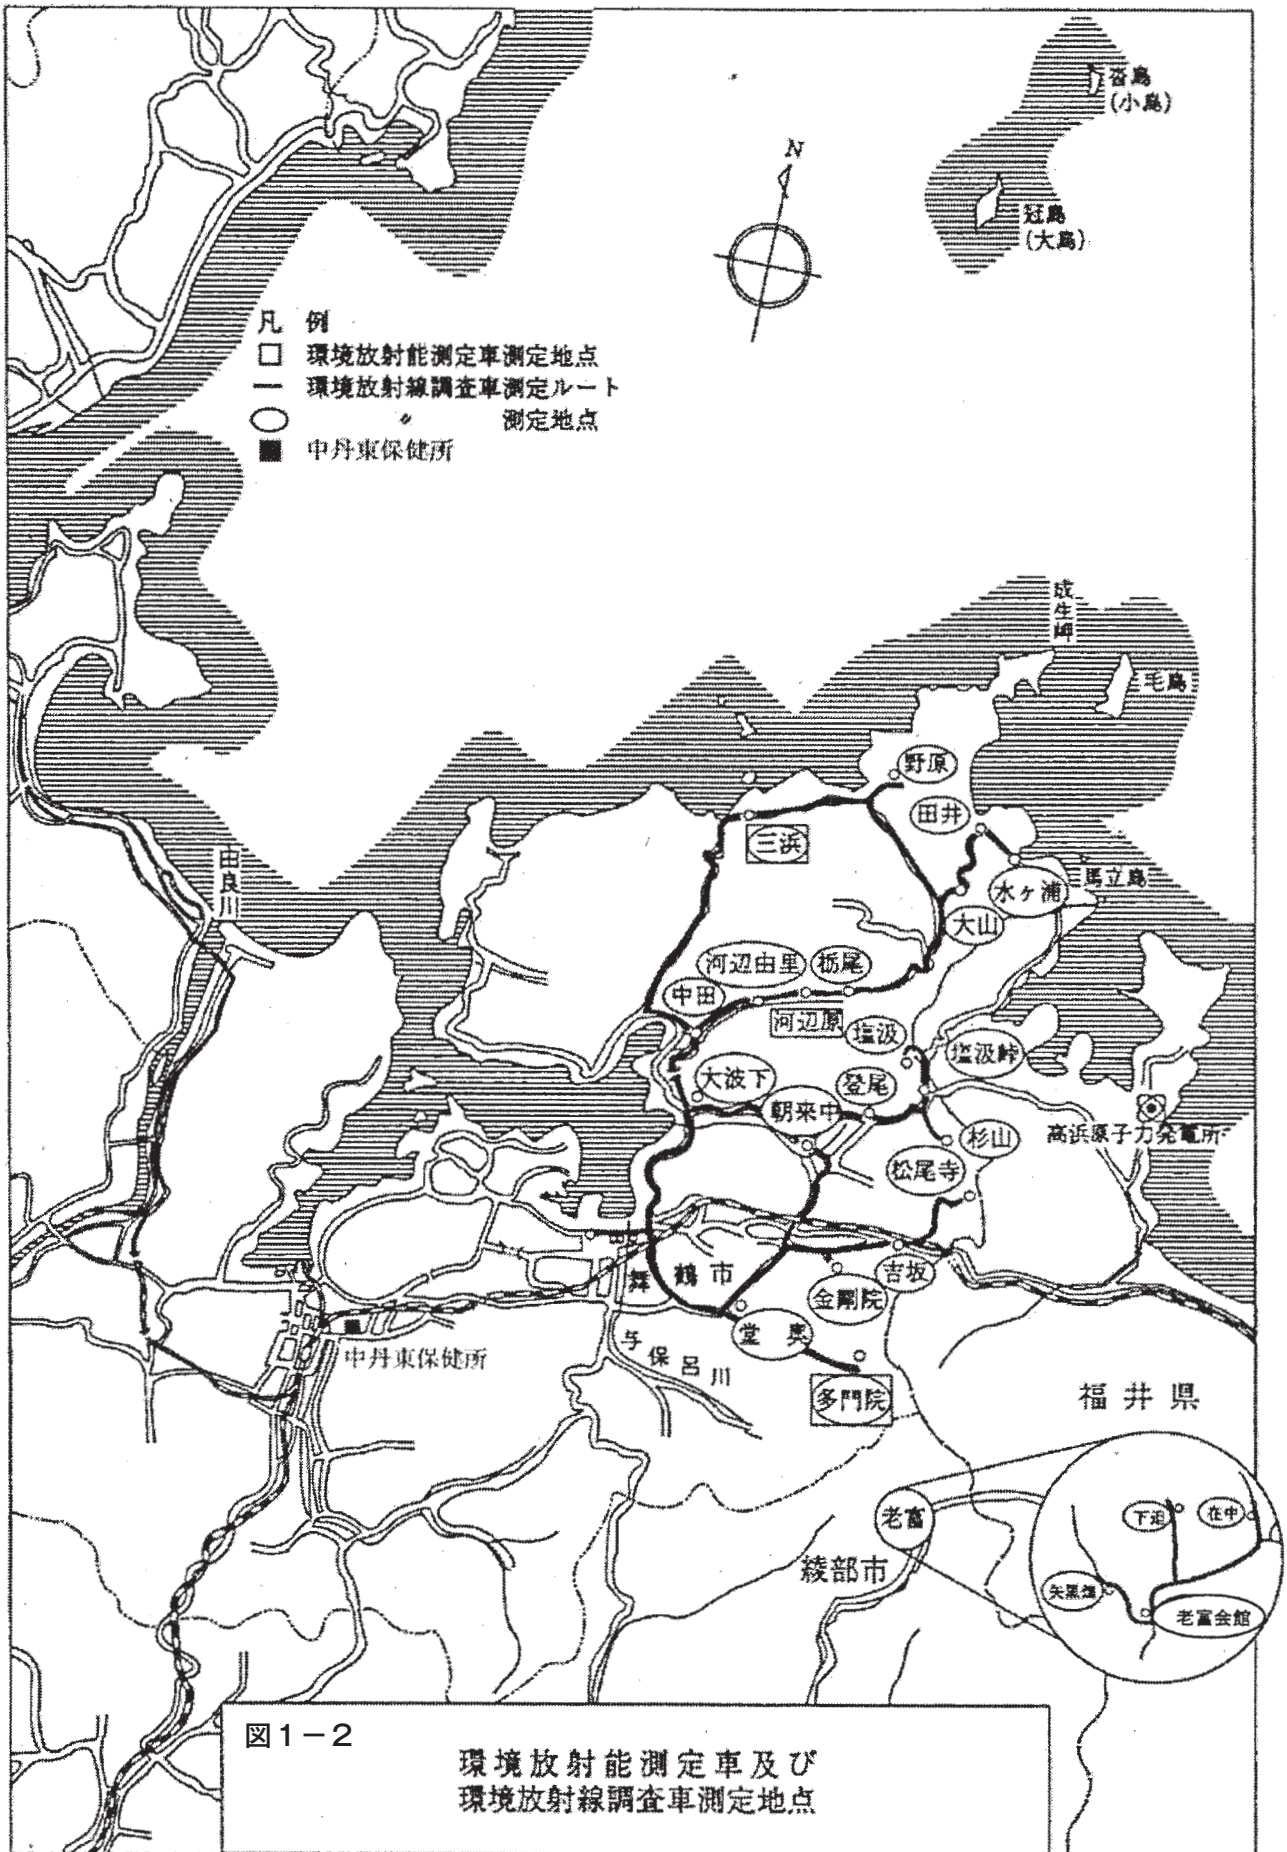 沓島
(小島)
N
冠島
(大島)
凡 例
環境放射能測定車測定地点
環境放射線調査車測定ルート
〃 測定地点
中丹東保健所
成生岬
毛島
野原
田井
三浜
水ヶ浦
馬立島
由良川
大山
河辺由里
栃尾
中田
河辺原
塩汲
塩汲峠
大波下
登尾
朝来中
杉山
高浜原子力発電所
松尾寺
舞鶴市
吉坂
金剛院
堂奥
中丹東保健所
与保呂川
多門院
福井県
老富
下迫
在中
綾部市
矢黒畑
老富会館
図1-2
環境放射能測定車及び
環境放射線調査車測定地点